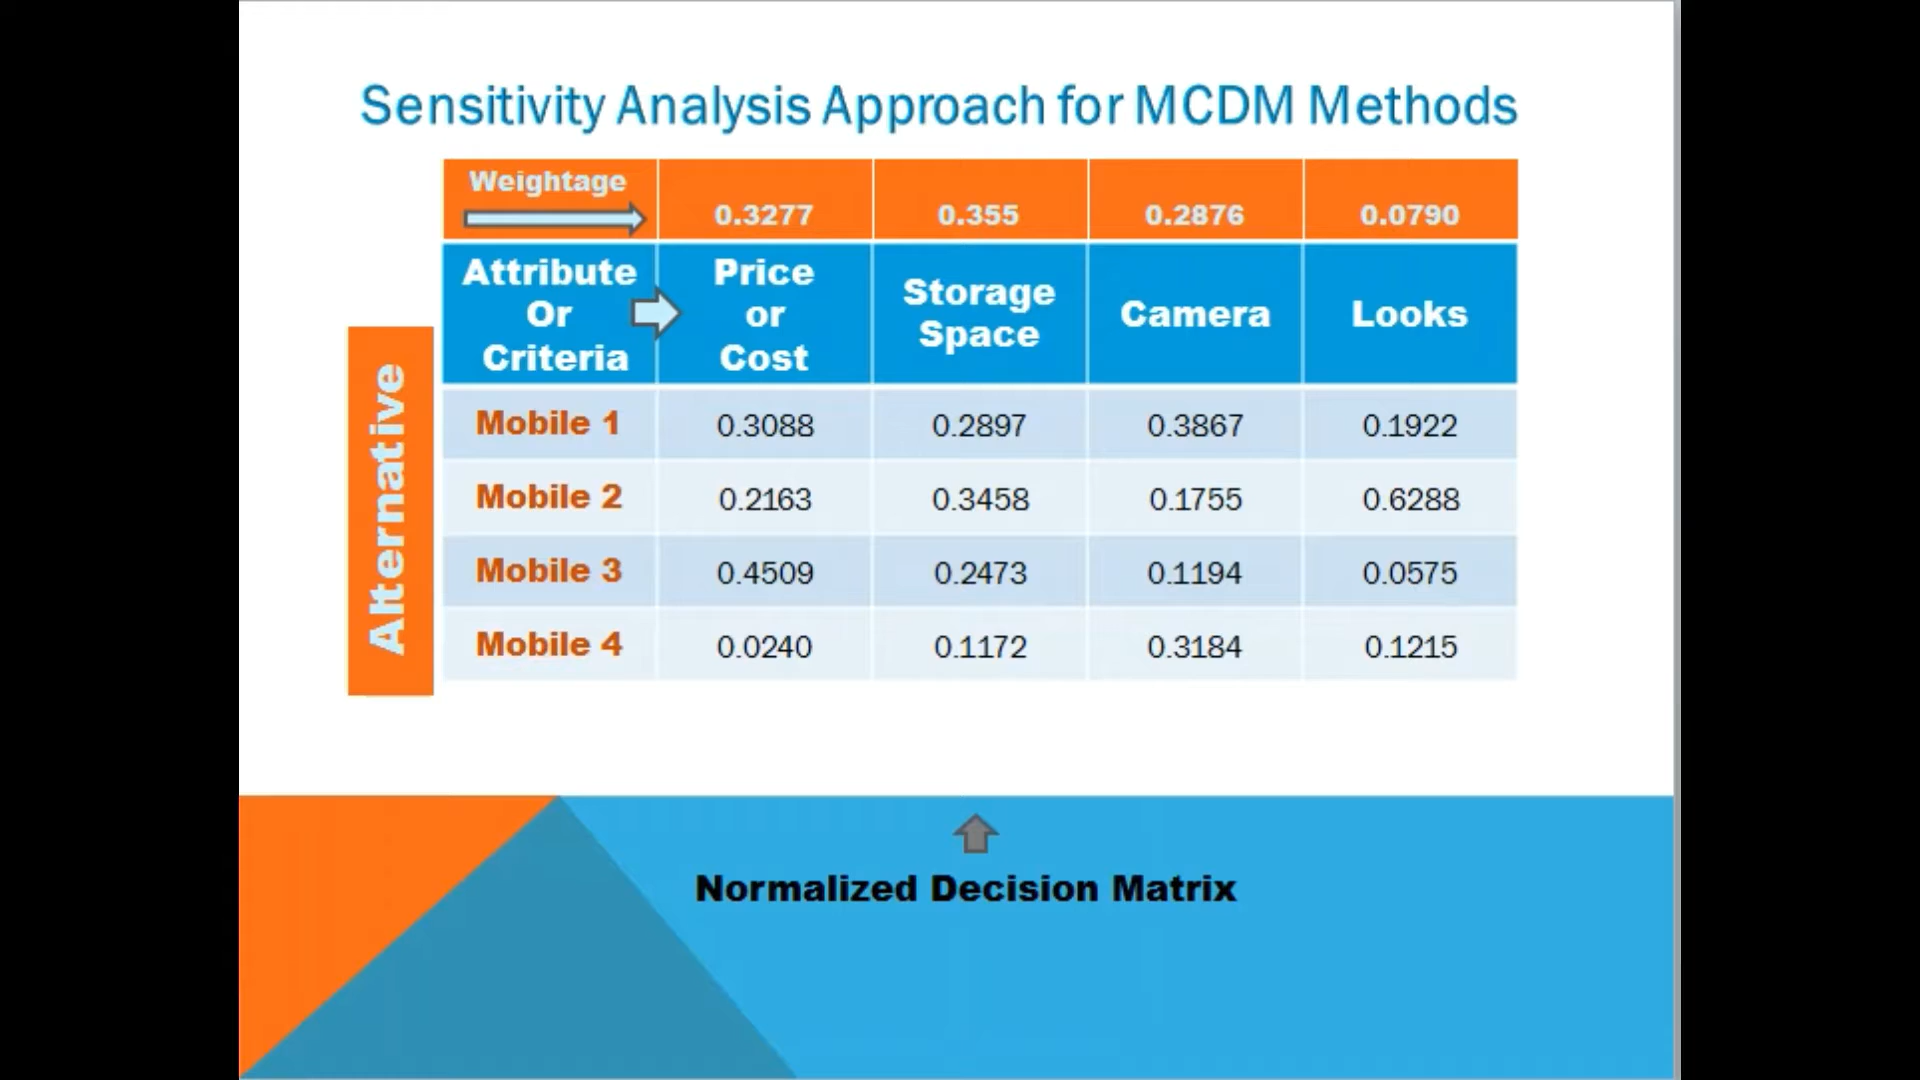 Sensitivity Analysis Approach for MCDM Methods
Weightage 0.3277 0.355 0.2876 0.0790
Attribute Or Criteria Price or Cost Storage Space Camera Looks
Alternative
Mobile 1 0.3088 0.2897 0.3867 0.1922
Mobile 2 0.2163 0.3458 0.1755 0.6288
Mobile 3 0.4509 0.2473 0.1194 0.0575
Mobile 4 0.0240 0.1172 0.3184 0.1215
Normalized Decision Matrix